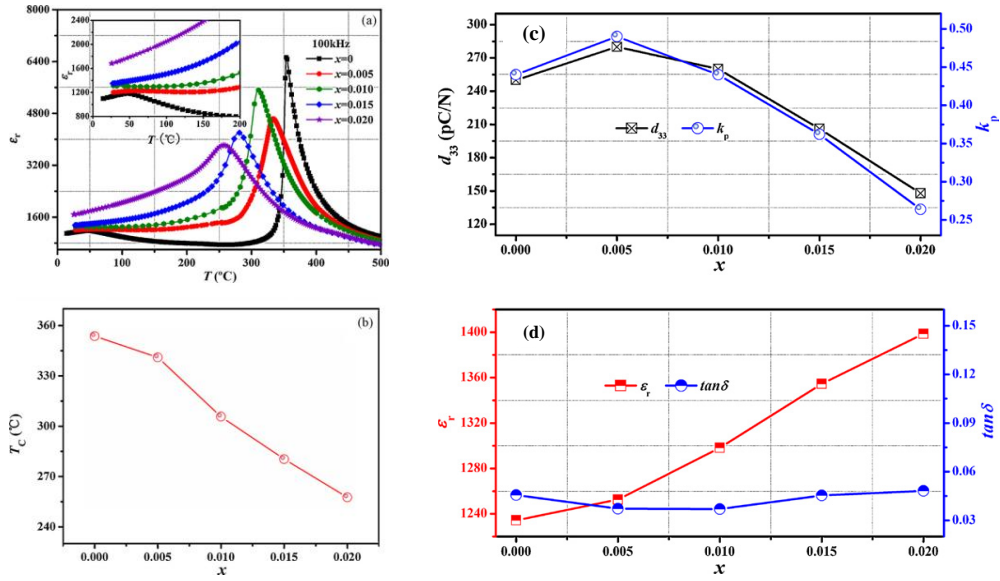 (a)
100kHz
x=0
x=0.005
x=0.010
x=0.015
x=0.020
2400
2000
1600
1200
800
εr
0 50 100 150 200
T (℃)
6400
4800
3200
1600
εr
0 100 200 300 400 500
T (ºC)
(b)
360
330
300
270
240
TC (℃)
0.000 0.005 0.010 0.015 0.020
x
(c)
300
270
240
210
180
150
120
d33 (pC/N)
d33 kp
0.50
0.45
0.40
0.35
0.30
0.25
kp
0.000 0.005 0.010 0.015 0.020
x
(d)
1400
1360
1320
1280
1240
εr
εr tanδ
0.15
0.12
0.09
0.06
0.03
tanδ
0.000 0.005 0.010 0.015 0.020
x